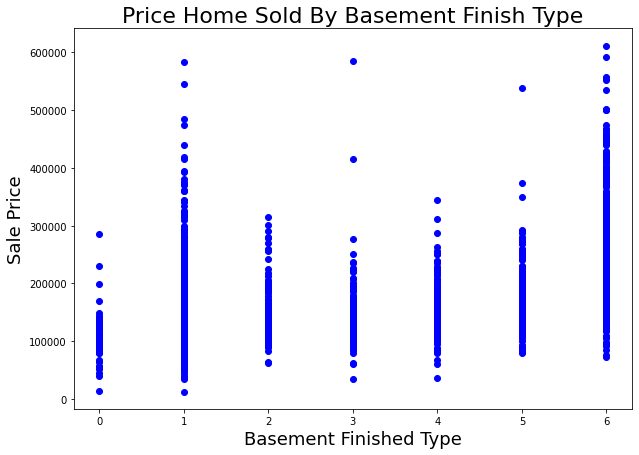 Price Home Sold By Basement Finish Type
600000
500000
400000
300000
200000
100000
0
Sale Price
0 1 2 3 4 5 6
Basement Finished Type